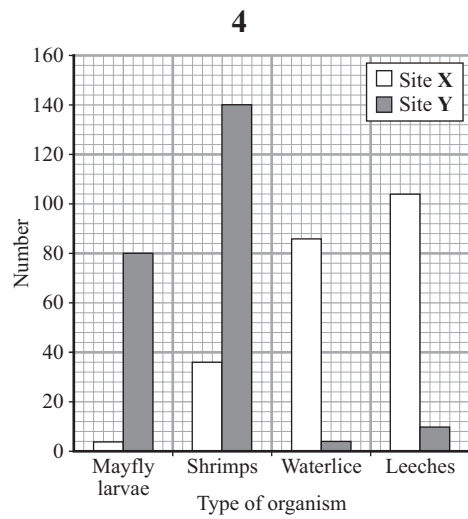 4
160
140
120
100
80
60
40
20
0
Number
Site X
Site Y
Mayfly larvae
Shrimps
Waterlice
Leeches
Type of organism